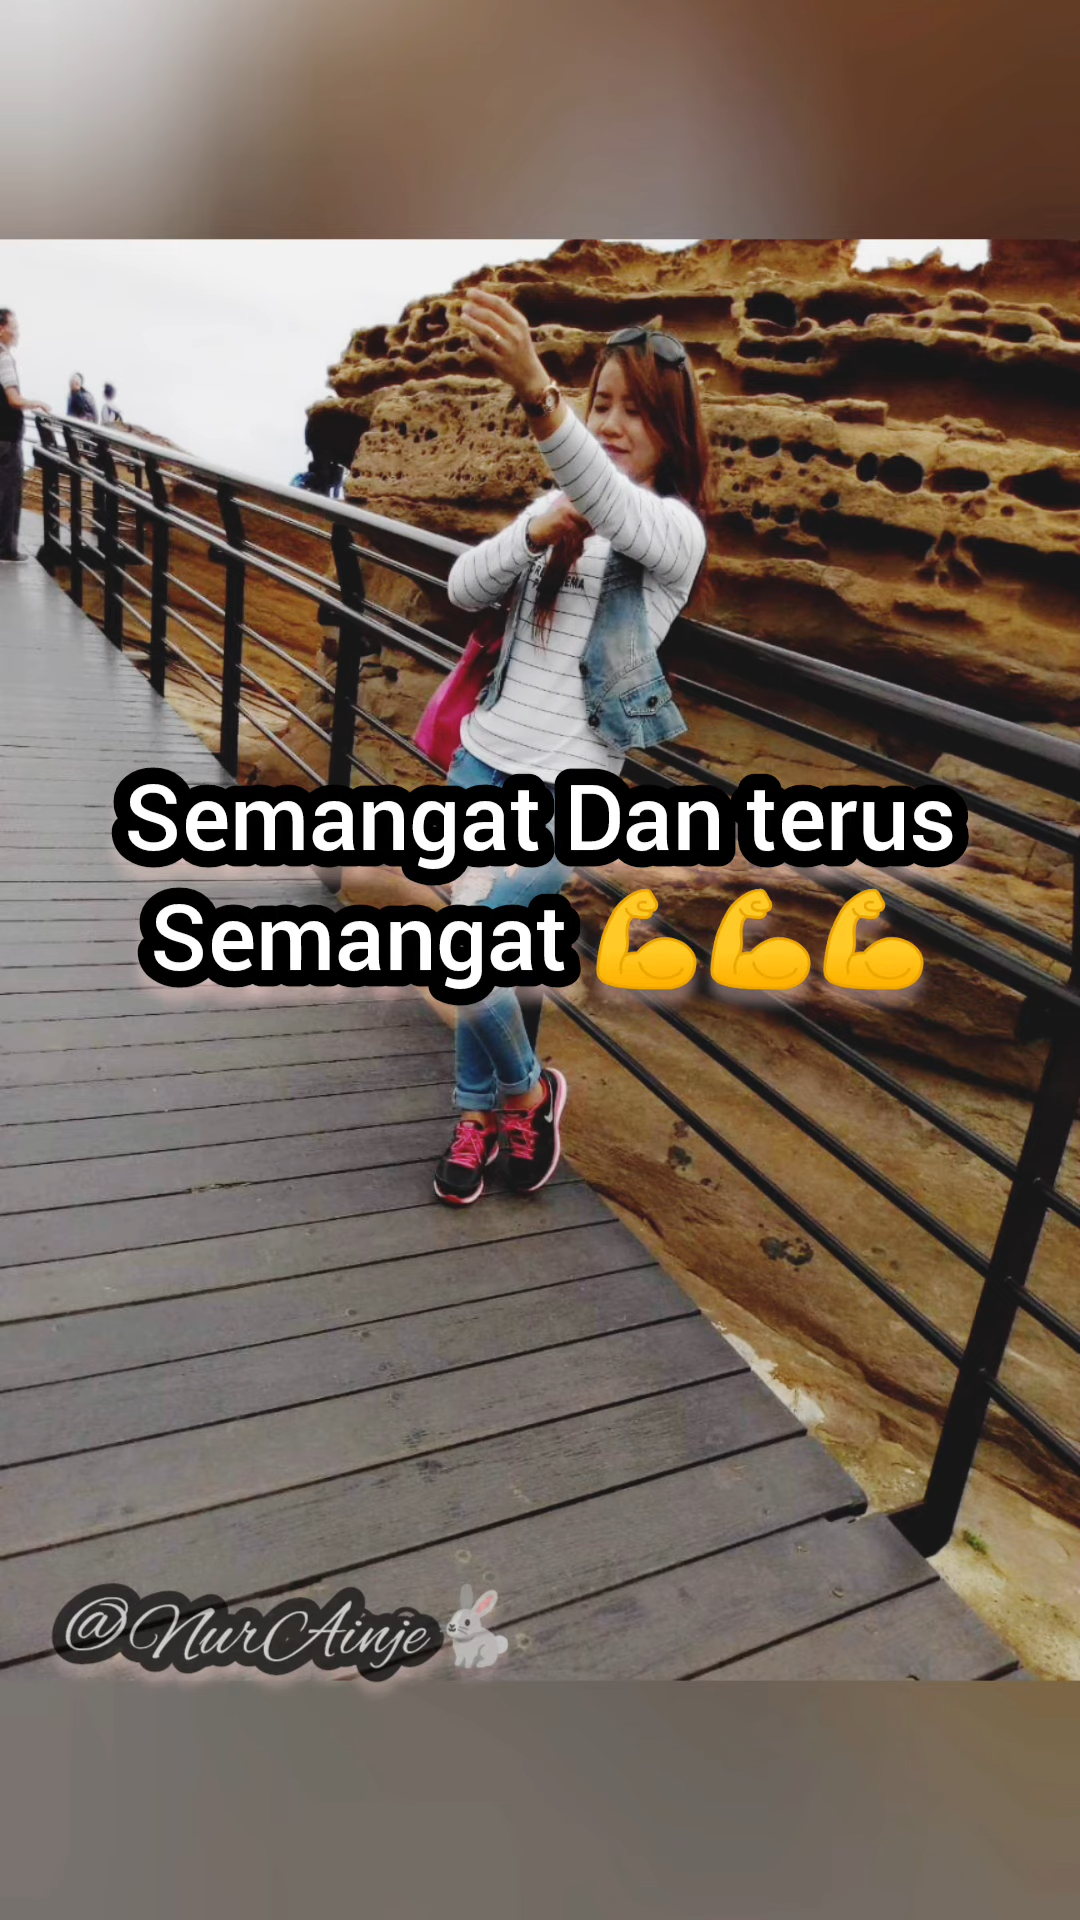 Semangat Dan terus
Semangat 💪💪💪
@NurAinje 🐇